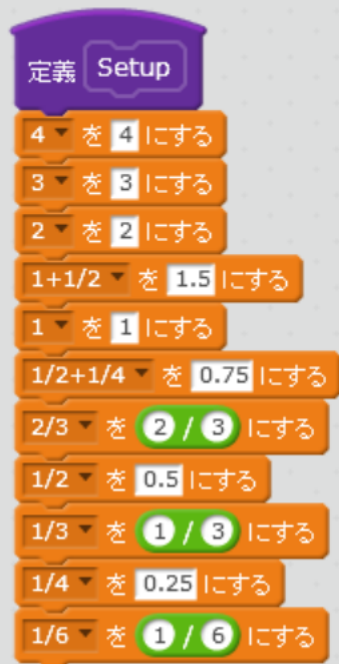 定義 Setup
4 を 4 にする
3 を 3 にする
2 を 2 にする
1+1/2 を 1.5 にする
1 を 1 にする
1/2+1/4 を 0.75 にする
2/3 を 2 / 3 にする
1/2 を 0.5 にする
1/3 を 1 / 3 にする
1/4 を 0.25 にする
1/6 を 1 / 6 にする